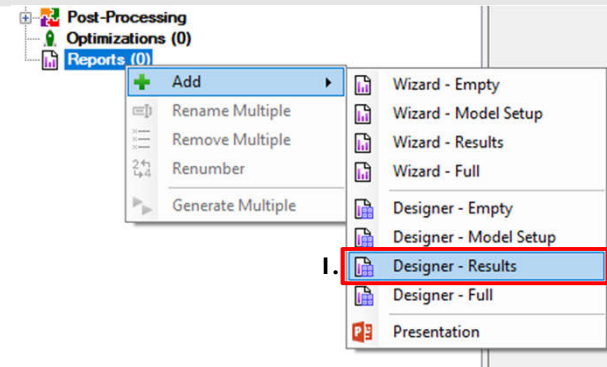 Post-Processing
Optimizations (0)
Reports (0)
Add
Rename Multiple
Remove Multiple
Renumber
Generate Multiple
Wizard - Empty
Wizard - Model Setup
Wizard - Results
Wizard - Full
Designer - Empty
Designer - Model Setup
1. Designer - Results
Designer - Full
Presentation